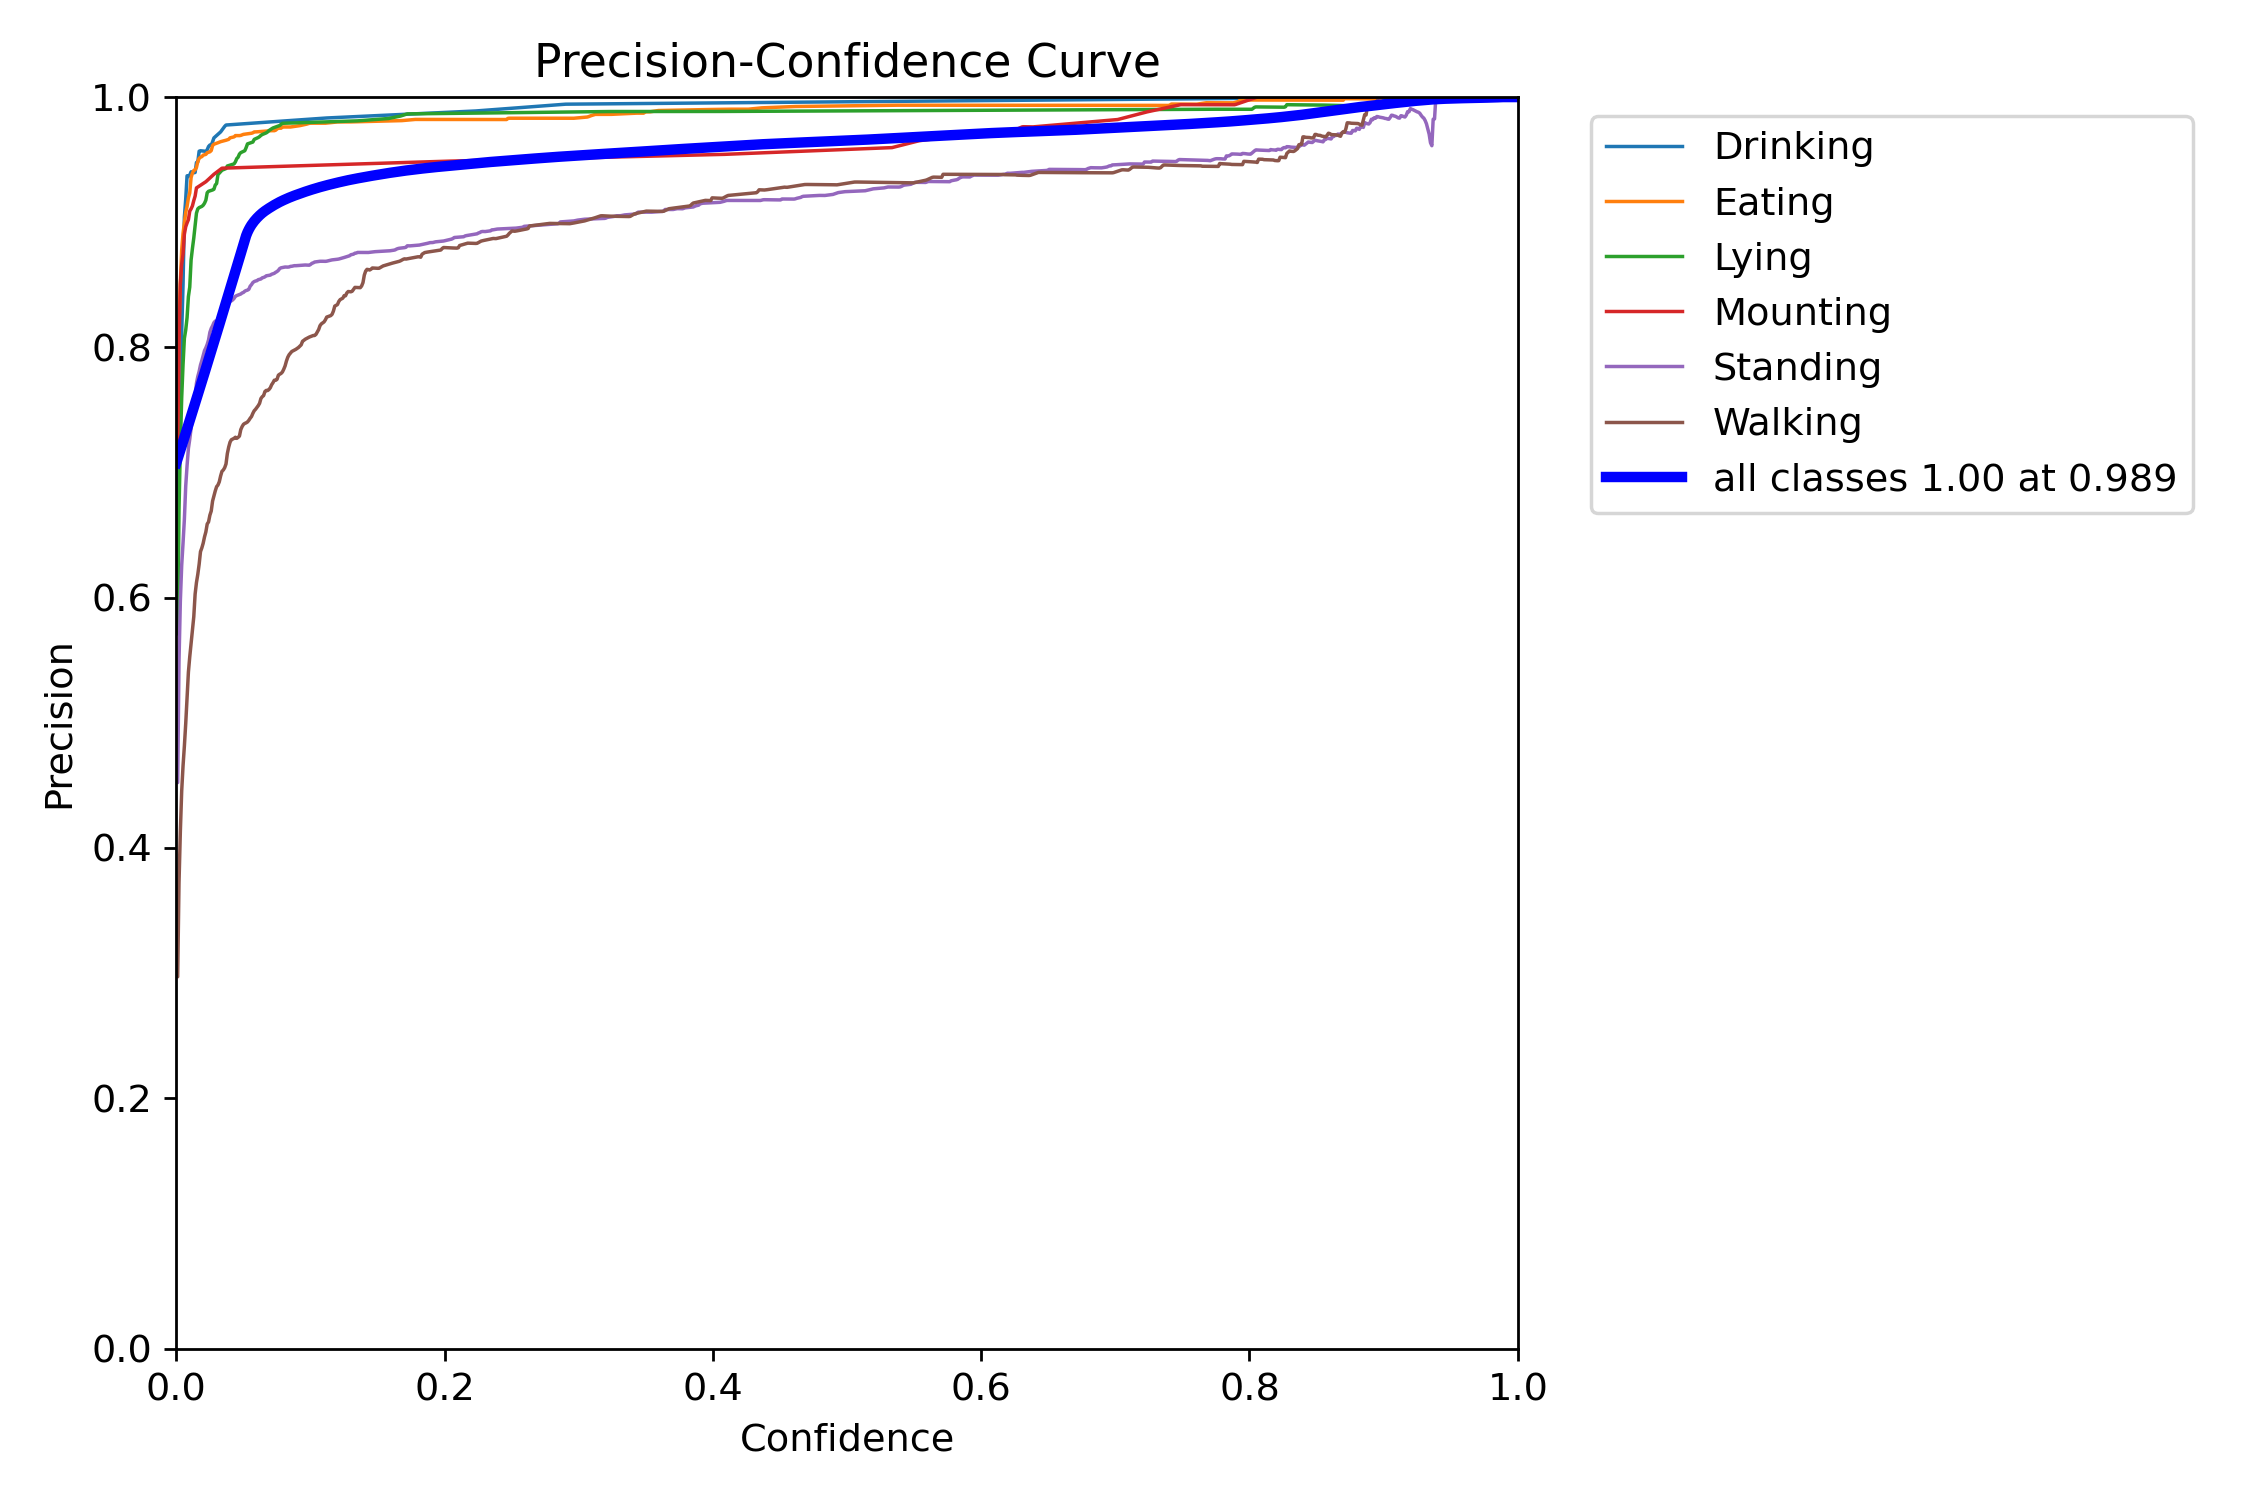 Precision-Confidence Curve
1.0
0.8
0.6
0.4
0.2
0.0
Precision
0.0 0.2 0.4 0.6 0.8 1.0
Confidence
Drinking
Eating
Lying
Mounting
Standing
Walking
all classes 1.00 at 0.989